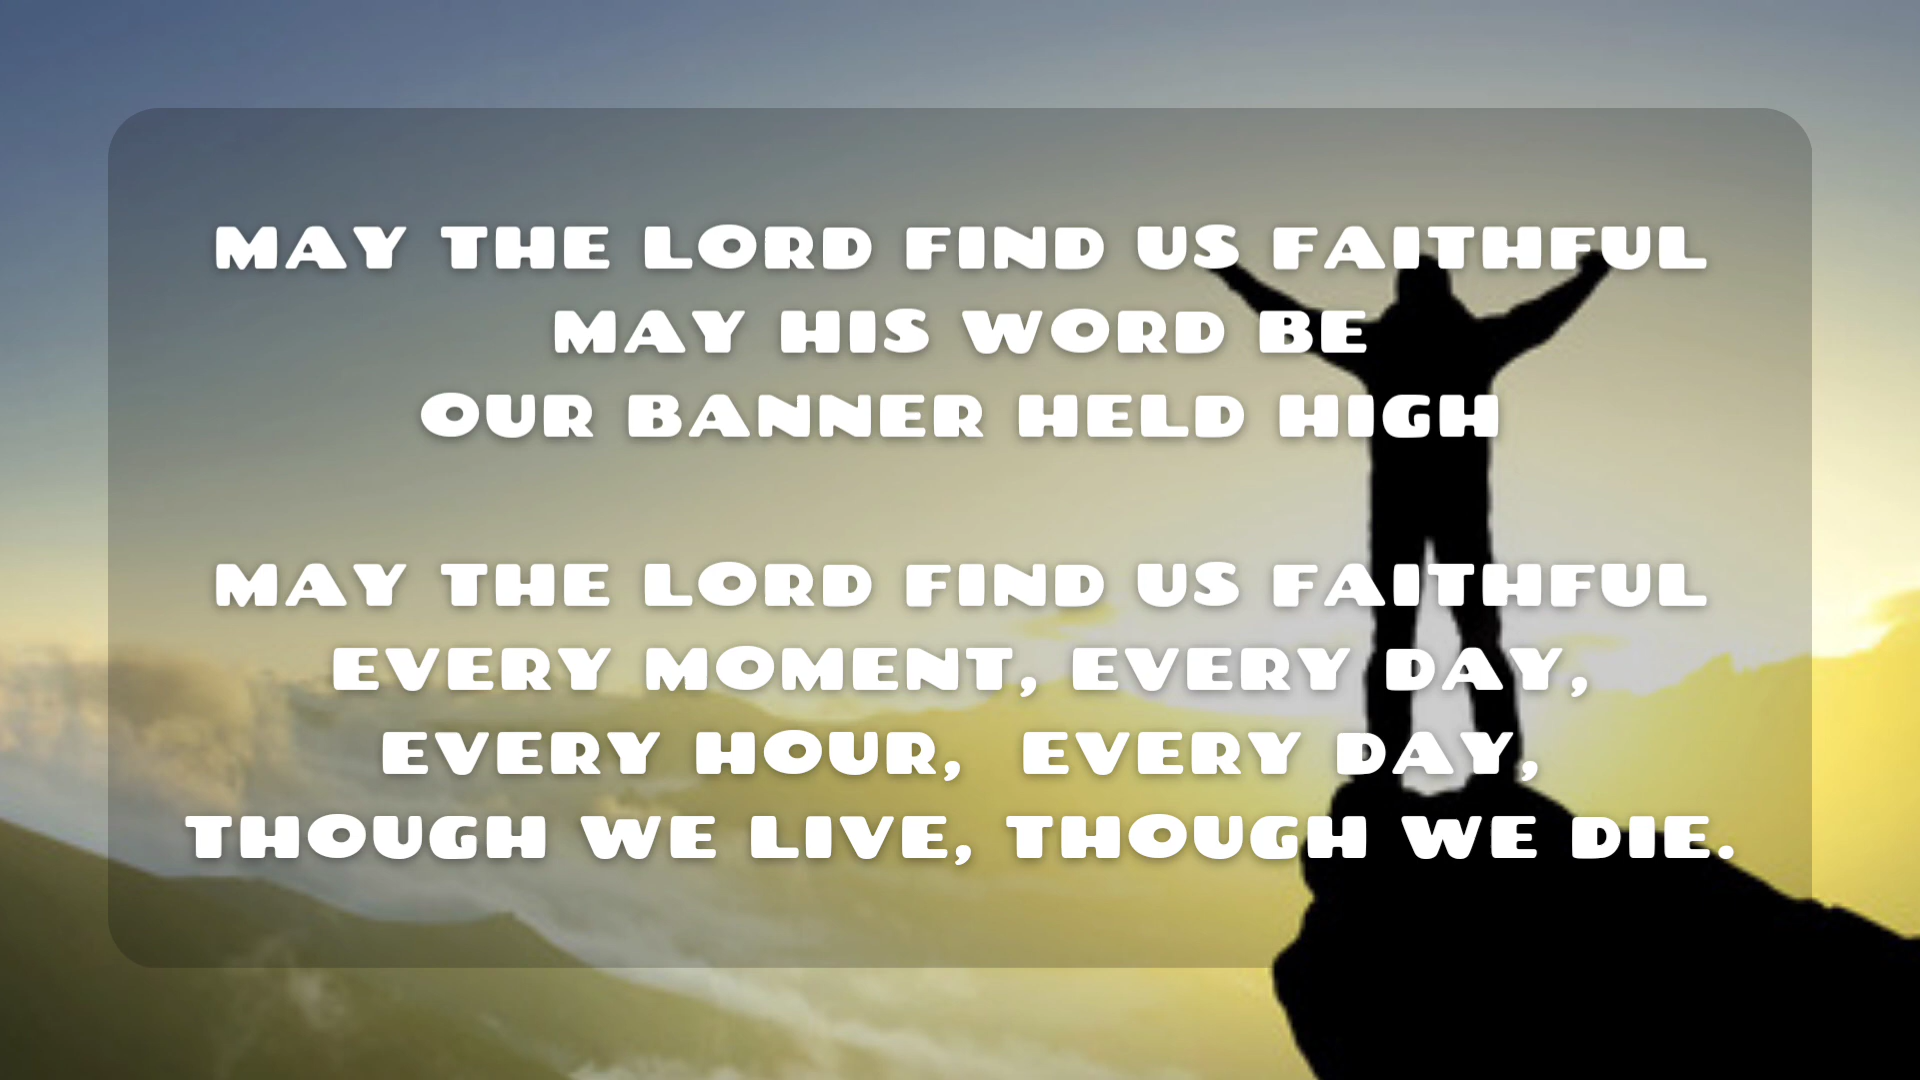 MAY THE LORD FIND US FAITHFUL
MAY HIS WORD BE
OUR BANNER HELD HIGH
MAY THE LORD FIND US FAITHFUL
EVERY MOMENT, EVERY DAY,
EVERY HOUR,  EVERY DAY,
THOUGH WE LIVE, THOUGH WE DIE.